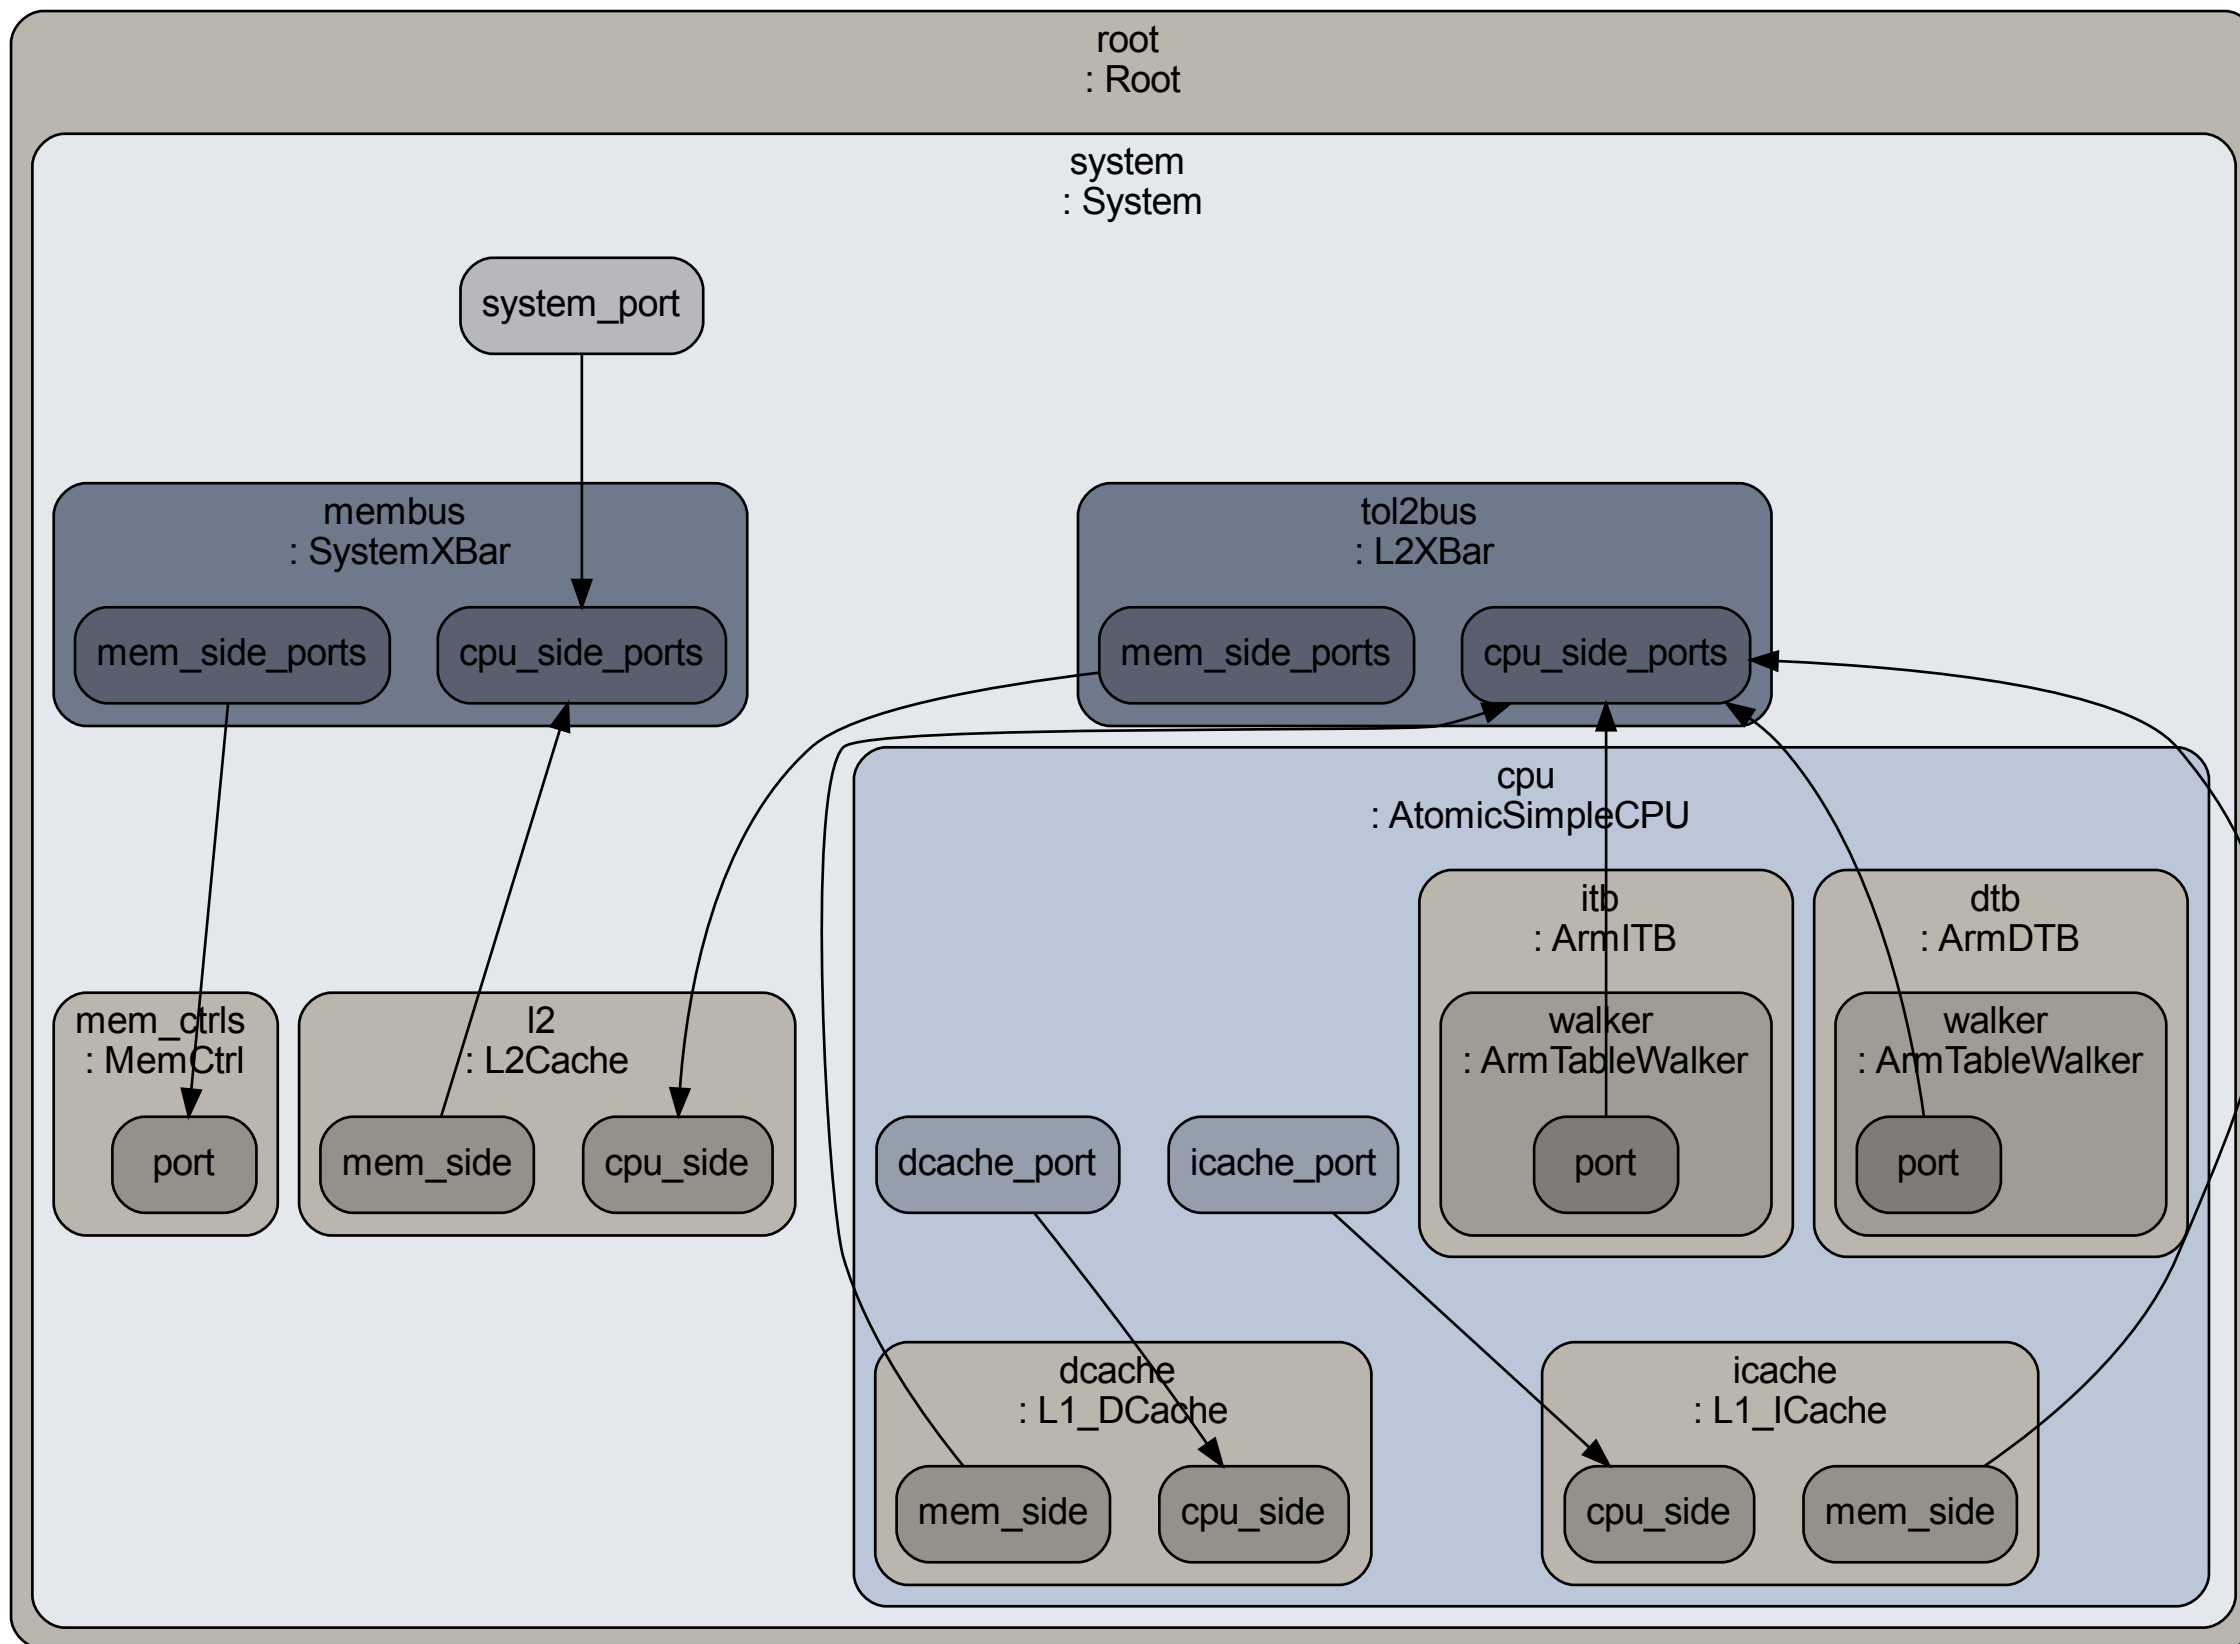 root
: Root
system
: System
system_port
membus
: SystemXBar
mem_side_ports
cpu_side_ports
tol2bus
: L2XBar
mem_side_ports
cpu_side_ports
cpu
: AtomicSimpleCPU
itb
: ArmITB
walker
: ArmTableWalker
port
dtb
: ArmDTB
walker
: ArmTableWalker
port
mem_ctrls
: MemCtrl
port
l2
: L2Cache
mem_side
cpu_side
dcache_port
icache_port
dcache
: L1_DCache
mem_side
cpu_side
icache
: L1_ICache
cpu_side
mem_side